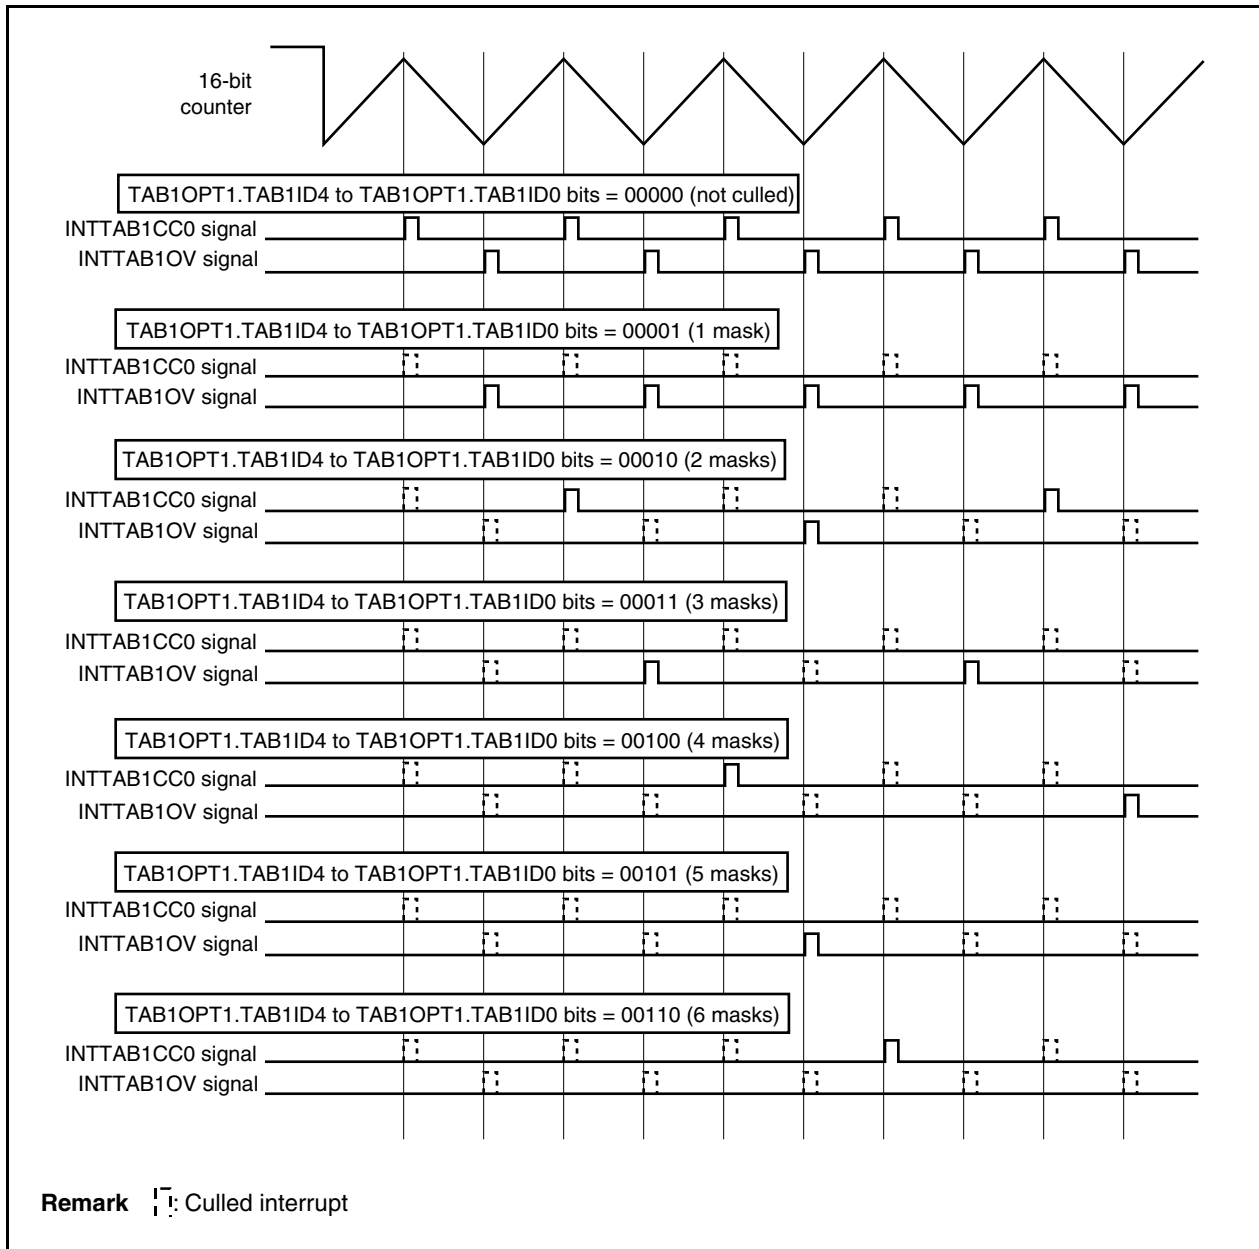 16-bit
counter
TAB1OPT1.TAB1ID4 to TAB1OPT1.TAB1ID0 bits = 00000 (not culled)
INTTAB1CC0 signal
INTTAB1OV signal
TAB1OPT1.TAB1ID4 to TAB1OPT1.TAB1ID0 bits = 00001 (1 mask)
INTTAB1CC0 signal
INTTAB1OV signal
TAB1OPT1.TAB1ID4 to TAB1OPT1.TAB1ID0 bits = 00010 (2 masks)
INTTAB1CC0 signal
INTTAB1OV signal
TAB1OPT1.TAB1ID4 to TAB1OPT1.TAB1ID0 bits = 00011 (3 masks)
INTTAB1CC0 signal
INTTAB1OV signal
TAB1OPT1.TAB1ID4 to TAB1OPT1.TAB1ID0 bits = 00100 (4 masks)
INTTAB1CC0 signal
INTTAB1OV signal
TAB1OPT1.TAB1ID4 to TAB1OPT1.TAB1ID0 bits = 00101 (5 masks)
INTTAB1CC0 signal
INTTAB1OV signal
TAB1OPT1.TAB1ID4 to TAB1OPT1.TAB1ID0 bits = 00110 (6 masks)
INTTAB1CC0 signal
INTTAB1OV signal
Remark : Culled interrupt